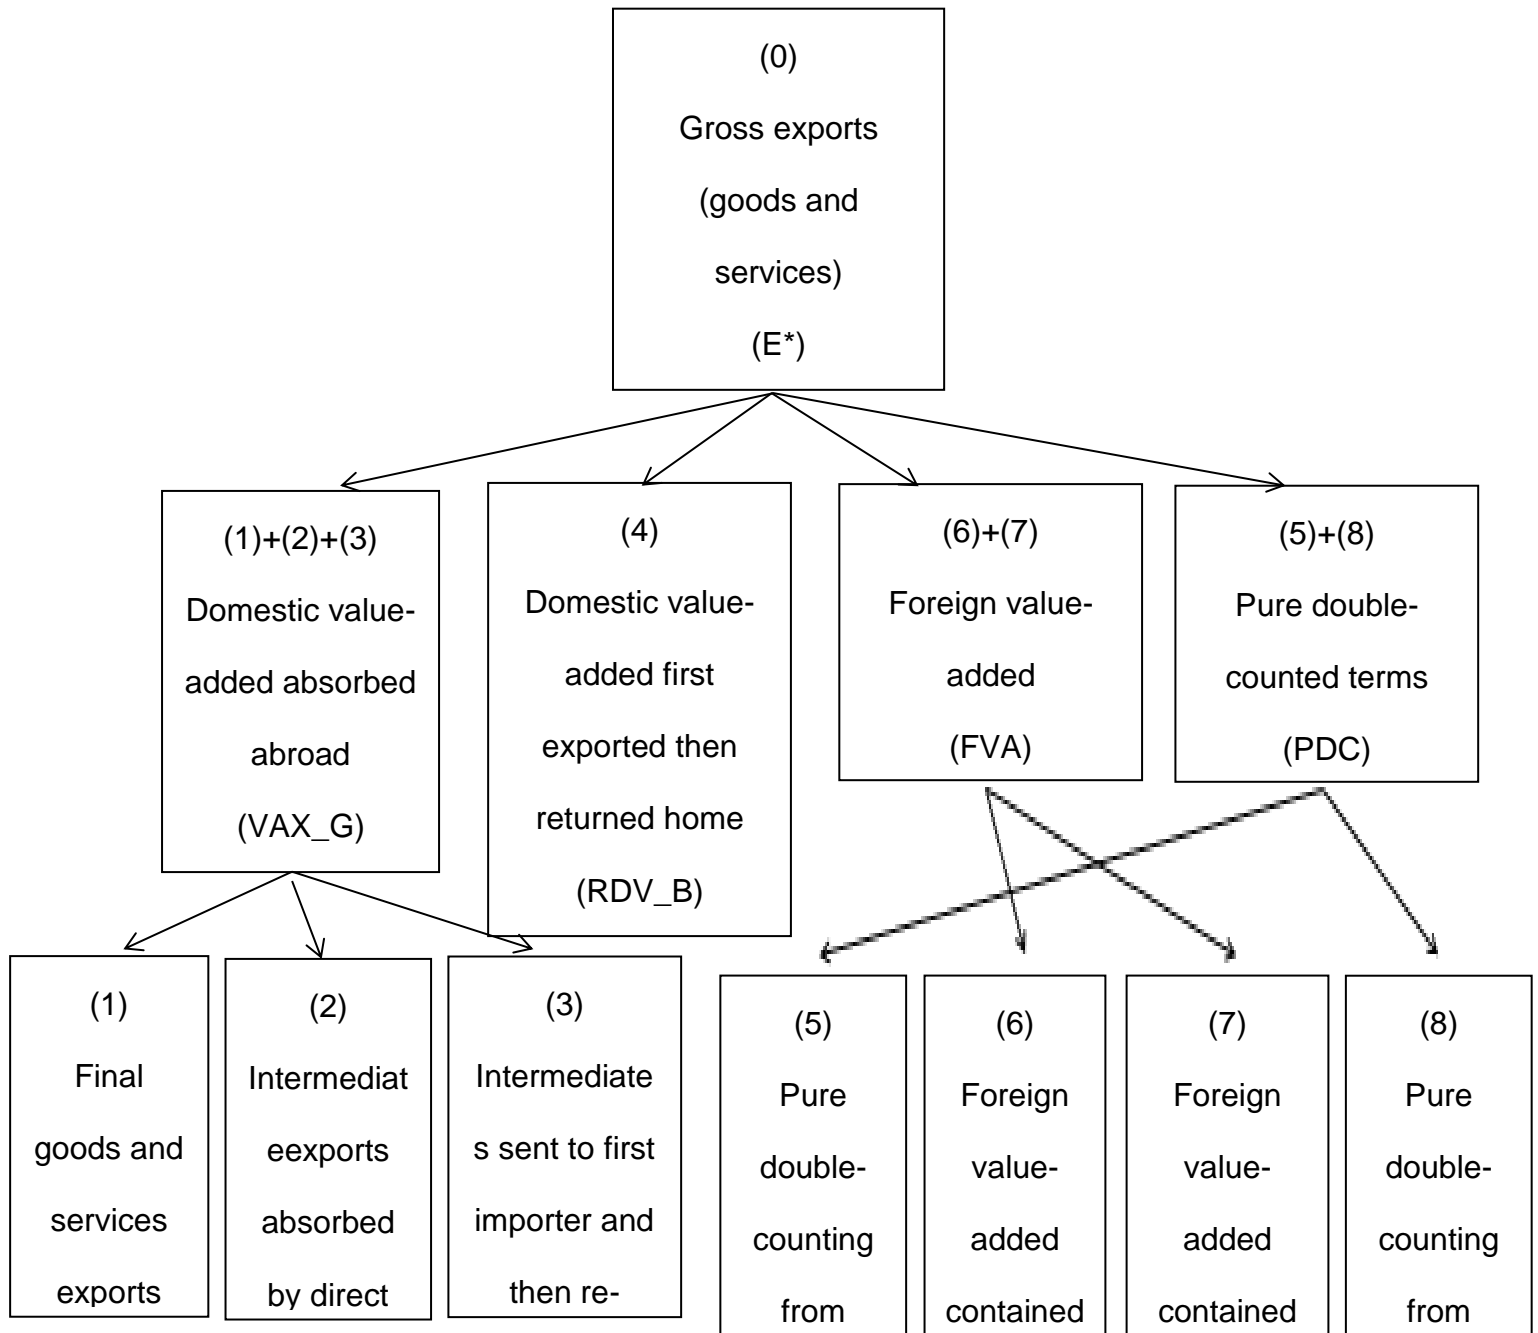 (0)
Gross exports
(goods and
services)
(E*)
(1)+(2)+(3)
Domestic value-
added absorbed
abroad
(VAX_G)
(4)
Domestic value-
added first
exported then
returned home
(RDV_B)
(6)+(7)
Foreign value-
added
(FVA)
(5)+(8)
Pure double-
counted terms
(PDC)
(1)
Final
goods and
services
exports
(2)
Intermediat
eexports
absorbed
by direct
(3)
Intermediate
s sent to first
importer and
then re-
(5)
Pure
double-
counting
from
(6)
Foreign
value-
added
contained
(7)
Foreign
value-
added
contained
(8)
Pure
double-
counting
from